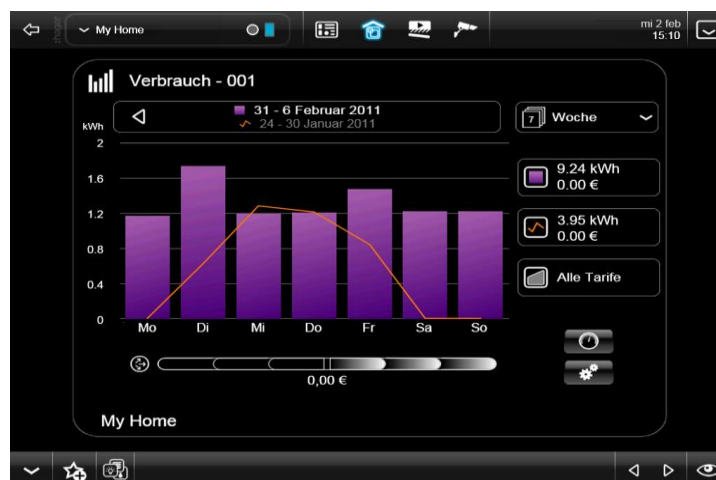 hager
My Home
mi 2 feb
15:10
Verbrauch - 001
31 - 6 Februar 2011
24 - 30 Januar 2011
7 Woche
kWh
2
1.6
1.2
0.8
0.4
0
Mo Di Mi Do Fr Sa So
9.24 kWh
0.00 €
3.95 kWh
0.00 €
Alle Tarife
0,00 €
My Home